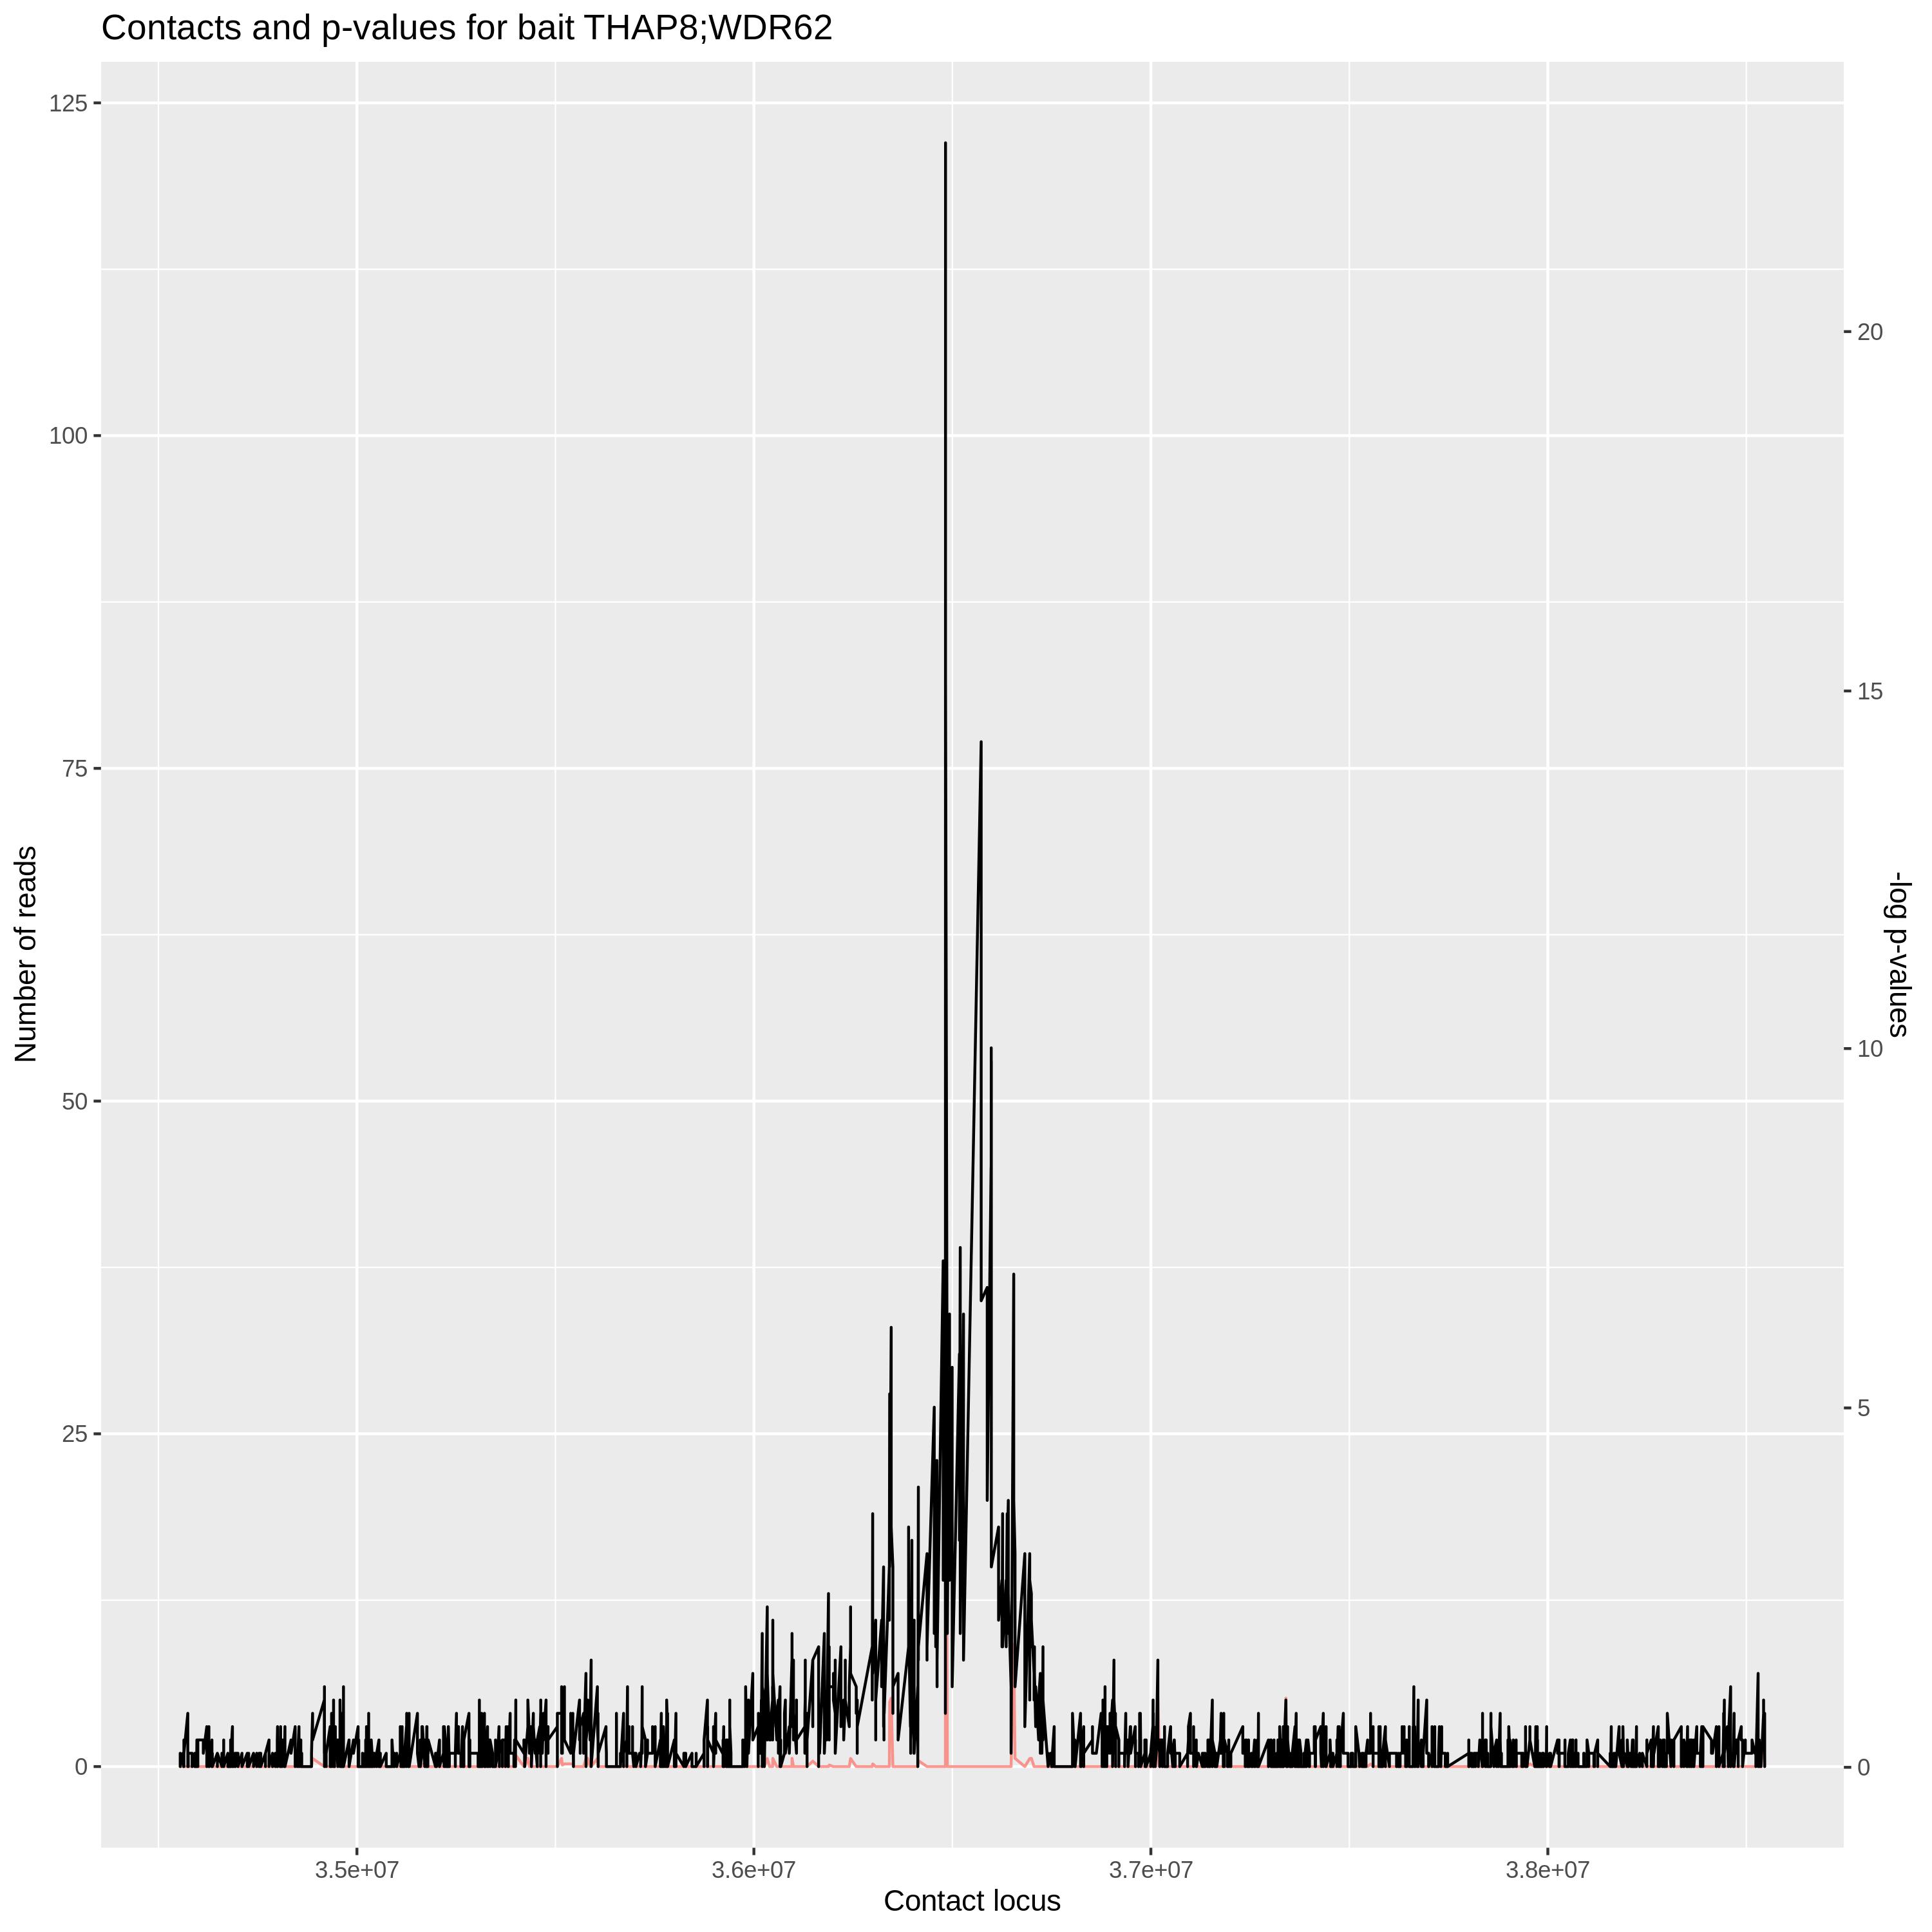 Contacts and p-values for bait THAP8;WDR62
125
100
75
50
25
0
Number of reads
20
15
10
5
0
-log p-values
3.5e+07 3.6e+07 3.7e+07 3.8e+07
Contact locus